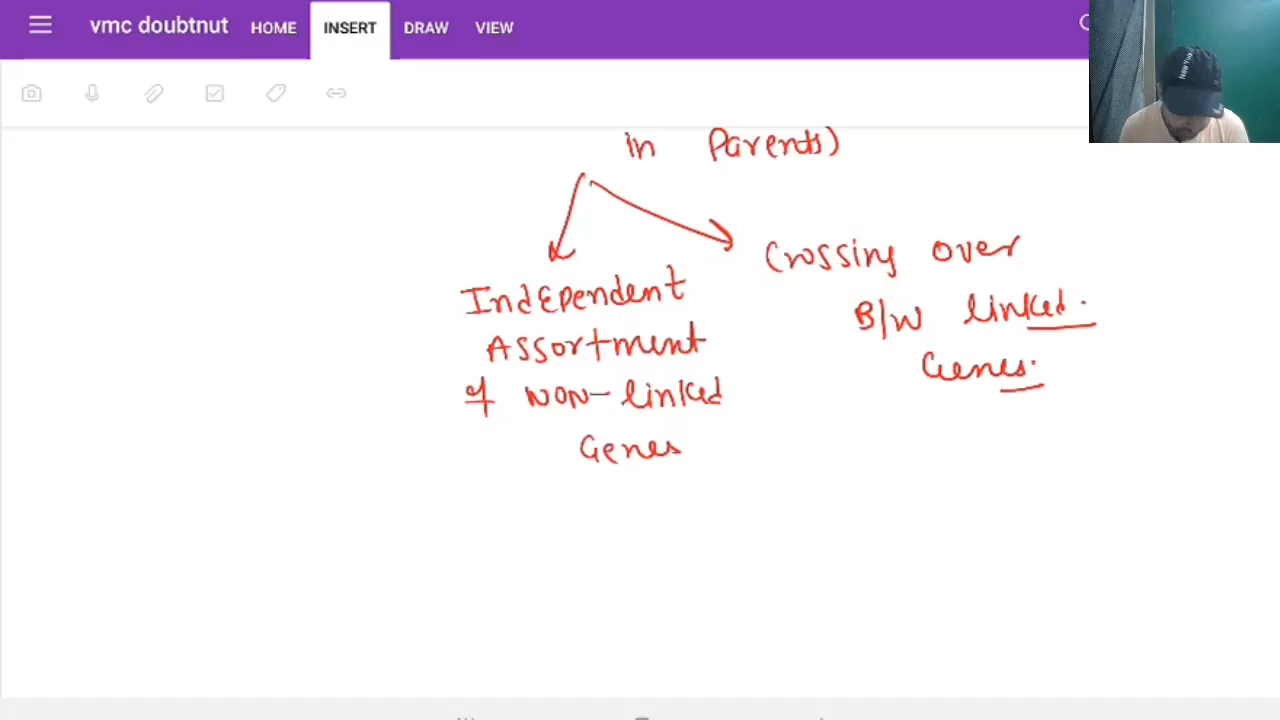 vmc doubtnut HOME INSERT DRAW VIEW
in Parents)
Independent
Assortment
of non-linked
Genes
Crossing over
B/W linked.
Genes.